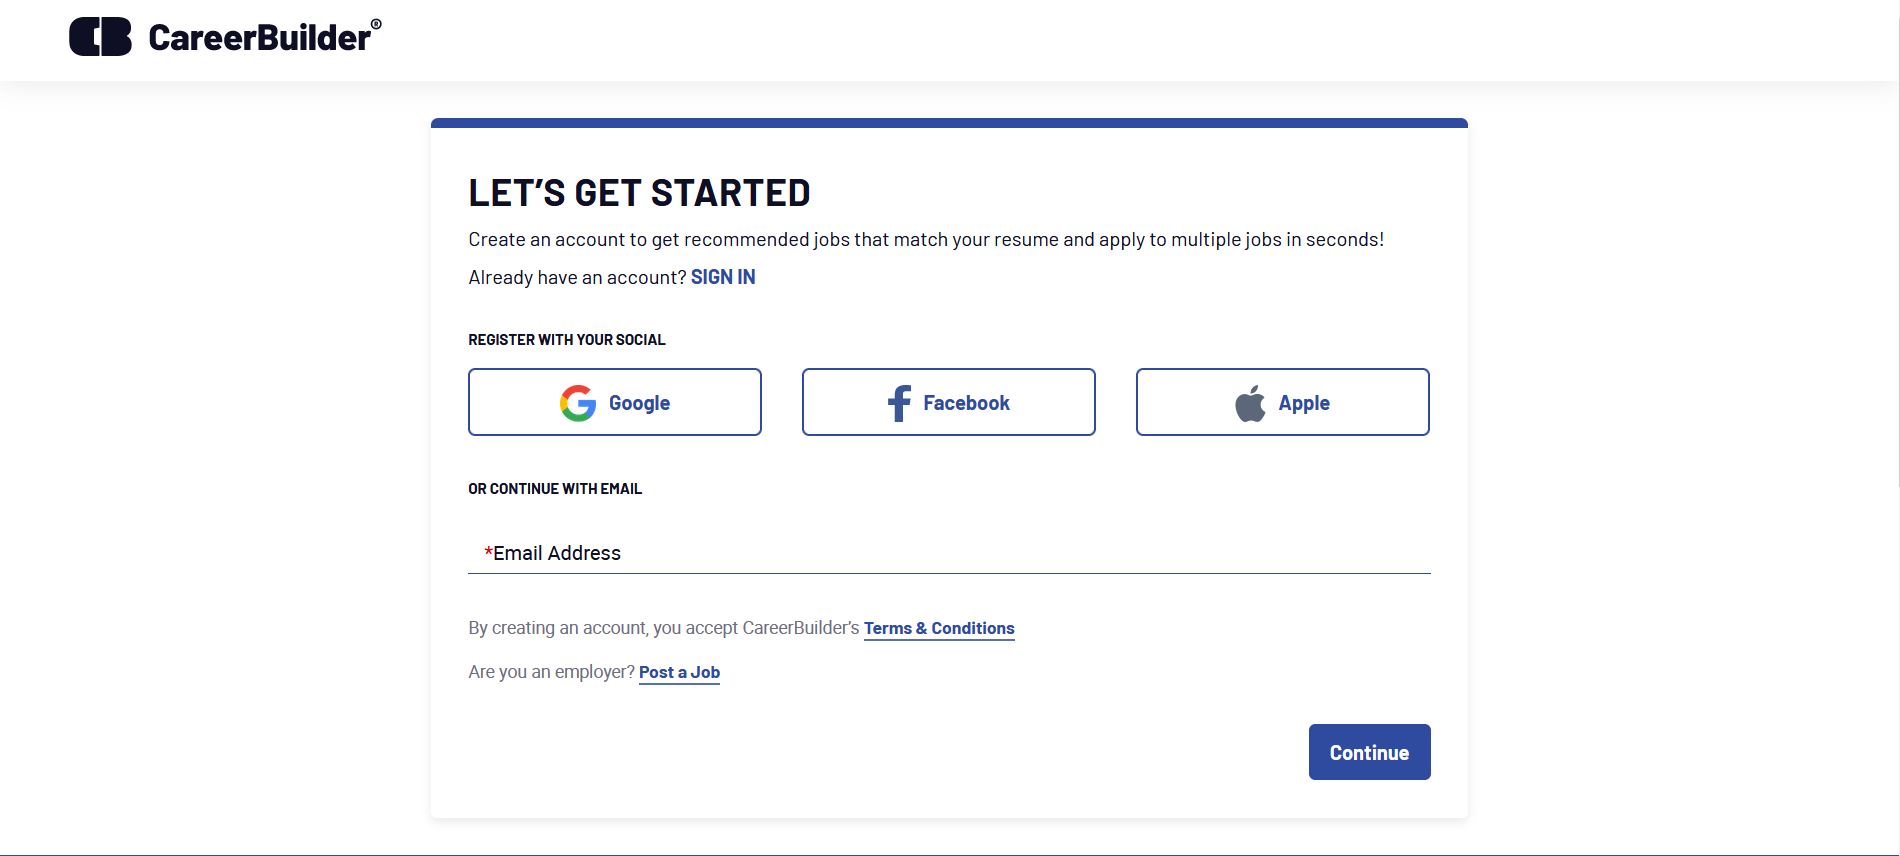 CareerBuilder®
LET’S GET STARTED
Create an account to get recommended jobs that match your resume and apply to multiple jobs in seconds!
Already have an account? SIGN IN
REGISTER WITH YOUR SOCIAL
Google Facebook Apple
OR CONTINUE WITH EMAIL
*Email Address
By creating an account, you accept CareerBuilder's Terms & Conditions
Are you an employer? Post a Job
Continue